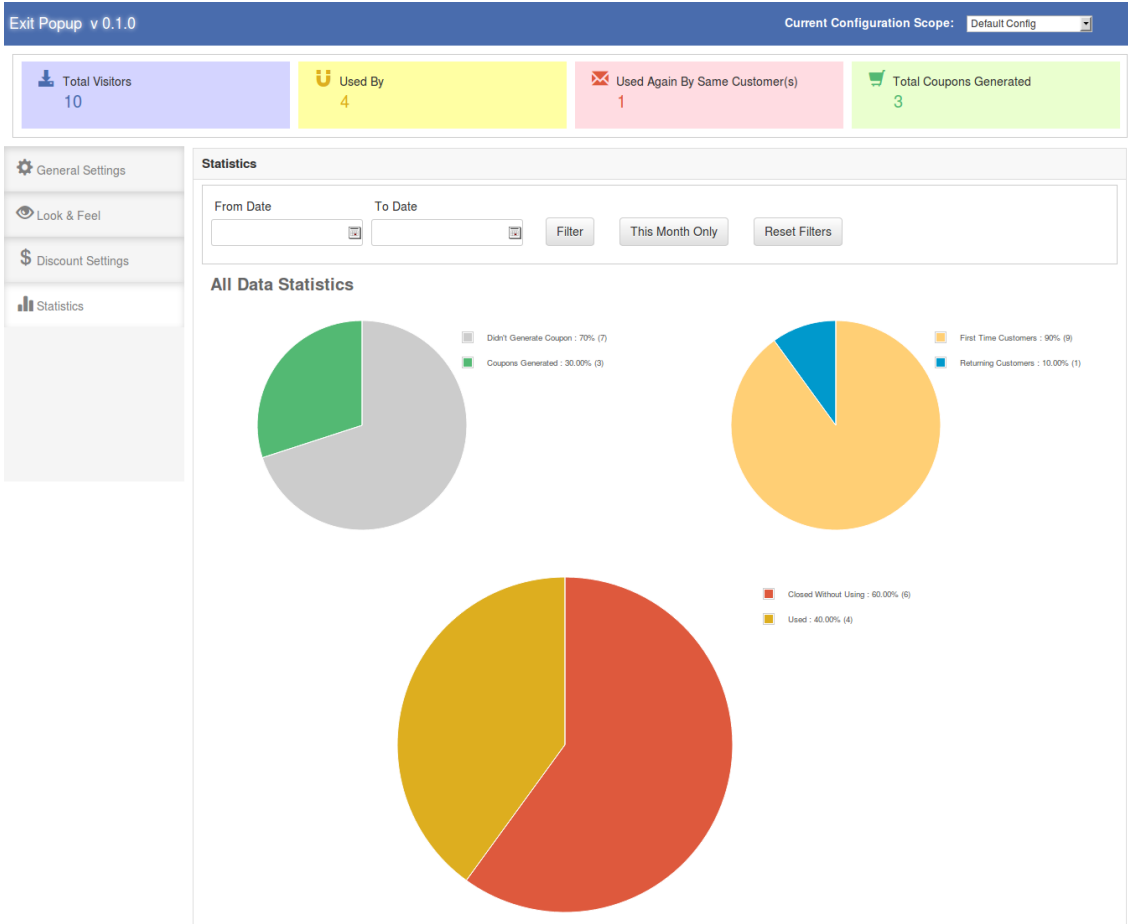 Exit Popup v 0.1.0
Current Configuration Scope: Default Config
Total Visitors
10
Used By
4
Used Again By Same Customer(s)
1
Total Coupons Generated
3
General Settings
Look & Feel
Discount Settings
Statistics
Statistics
From Date
To Date
Filter
This Month Only
Reset Filters
All Data Statistics
Didn't Generate Coupon : 70% (7)
Coupons Generated : 30.00% (3)
First Time Customers : 90% (9)
Returning Customers : 10.00% (1)
Closed Without Using : 60.00% (6)
Used : 40.00% (4)